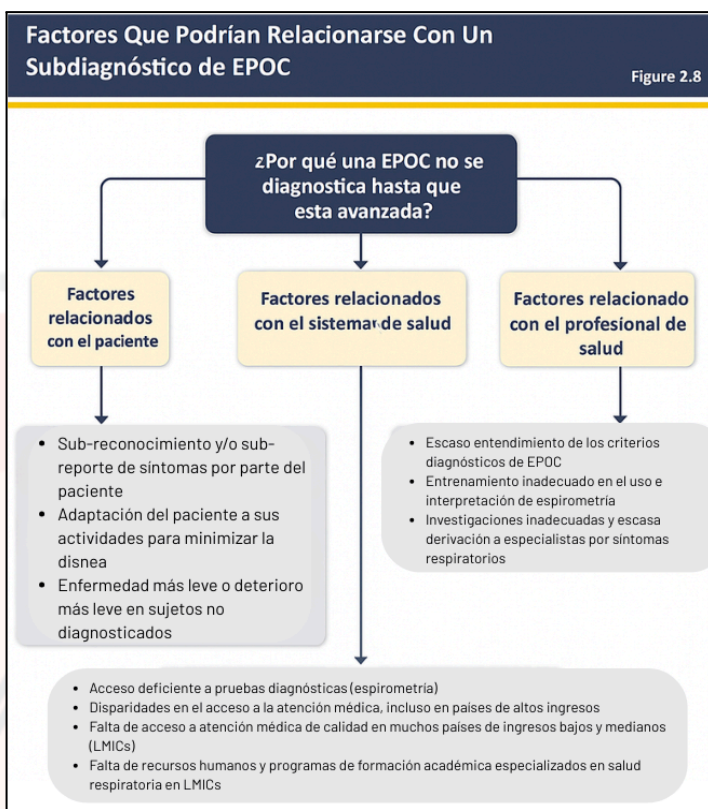 Factores Que Podrían Relacionarse Con Un
Subdiagnóstico de EPOC
Figure 2.8
¿Por qué una EPOC no se
diagnostica hasta que
esta avanzada?
Factores
relacionados
con el paciente
Factores relacionados
con el sistema de salud
Factores relacionado
con el profesional de
salud
• Sub-reconocimiento y/o sub-
reporte de síntomas por parte del
paciente
• Adaptación del paciente a sus
actividades para minimizar la
disnea
• Enfermedad más leve o deterioro
más leve en sujetos no
diagnosticados
• Escaso entendimiento de los criterios
diagnósticos de EPOC
• Entrenamiento inadecuado en el uso e
interpretación de espirometría
• Investigaciones inadecuadas y escasa
derivación a especialistas por síntomas
respiratorios
• Acceso deficiente a pruebas diagnósticas (espirometría)
• Disparidades en el acceso a la atención médica, incluso en países de altos ingresos
• Falta de acceso a atención médica de calidad en muchos países de ingresos bajos y medianos
(LMICs)
• Falta de recursos humanos y programas de formación académica especializados en salud
respiratoria en LMICs